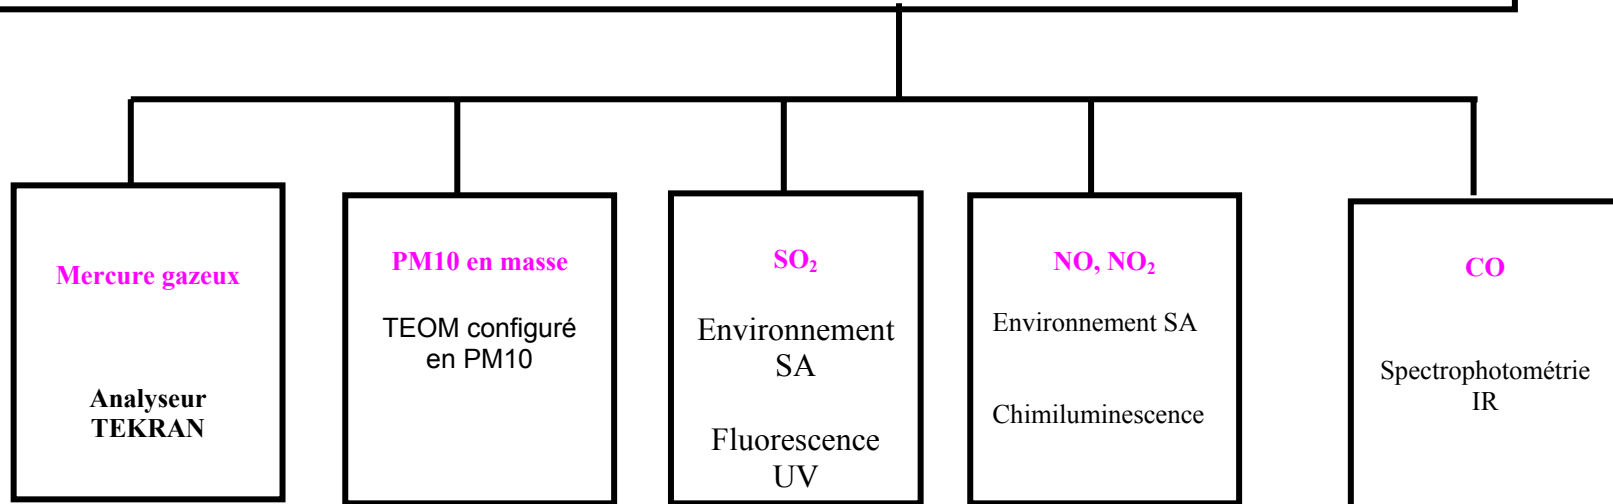 Mercure gazeux
Analyseur
TEKRAN
PM10 en masse
TEOM configuré
en PM10
SO₂
Environnement
SA
Fluorescence
UV
NO, NO₂
Environnement SA
Chimiluminescence
CO
Spectrophotométrie
IR